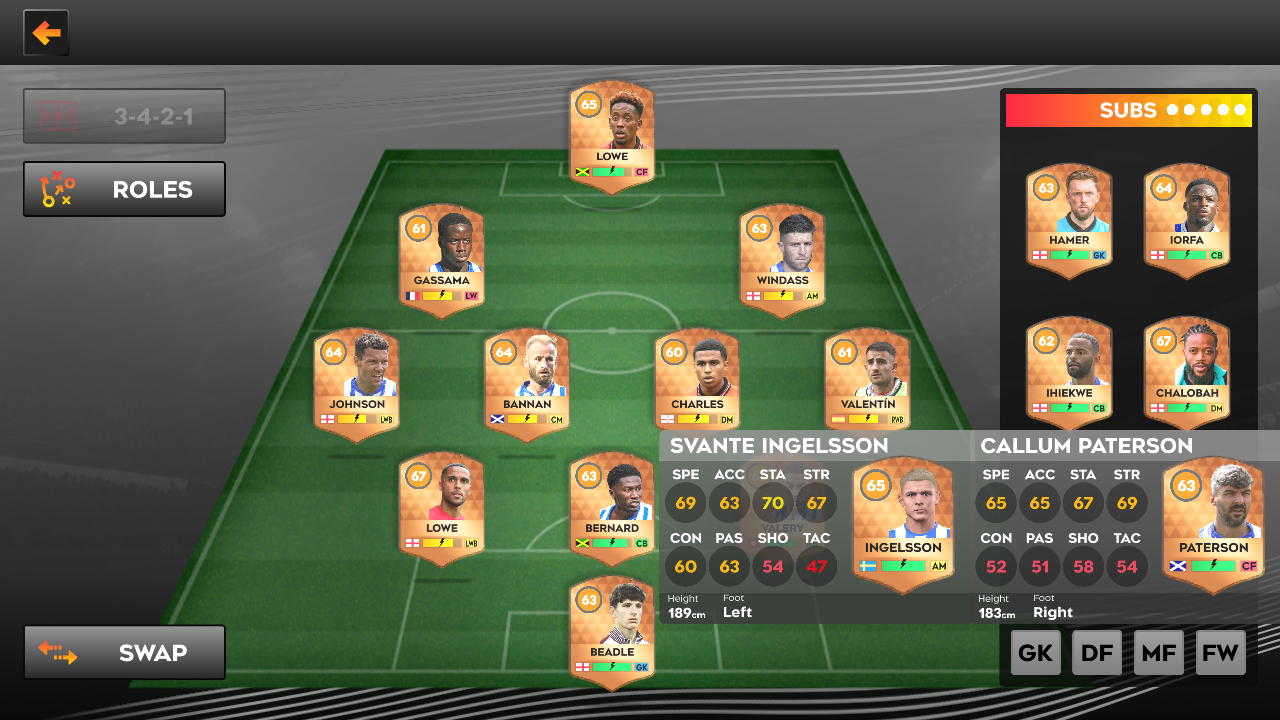 3-4-2-1
ROLES
SWAP
65
LOWE
CF
61
GASSAMA
LW
63
WINDASS
AM
64
JOHNSON
LWB
64
BANNAN
CM
60
CHARLES
DM
61
VALENTÍN
RWB
67
LOWE
LWB
63
BERNARD
CB
VALERY
63
BEADLE
GK
SUBS
63
HAMER
GK
64
IORFA
CB
62
IHIEKWE
CB
67
CHALOBAH
DM
SVANTE INGELSSON
SPE ACC STA STR
69 63 70 67
CON PAS SHO TAC
60 63 54 47
Height Foot
189cm Left
65
INGELSSON
AM
CALLUM PATERSON
SPE ACC STA STR
65 65 67 69
CON PAS SHO TAC
52 51 58 54
Height Foot
183cm Right
63
PATERSON
CF
GK DF MF FW